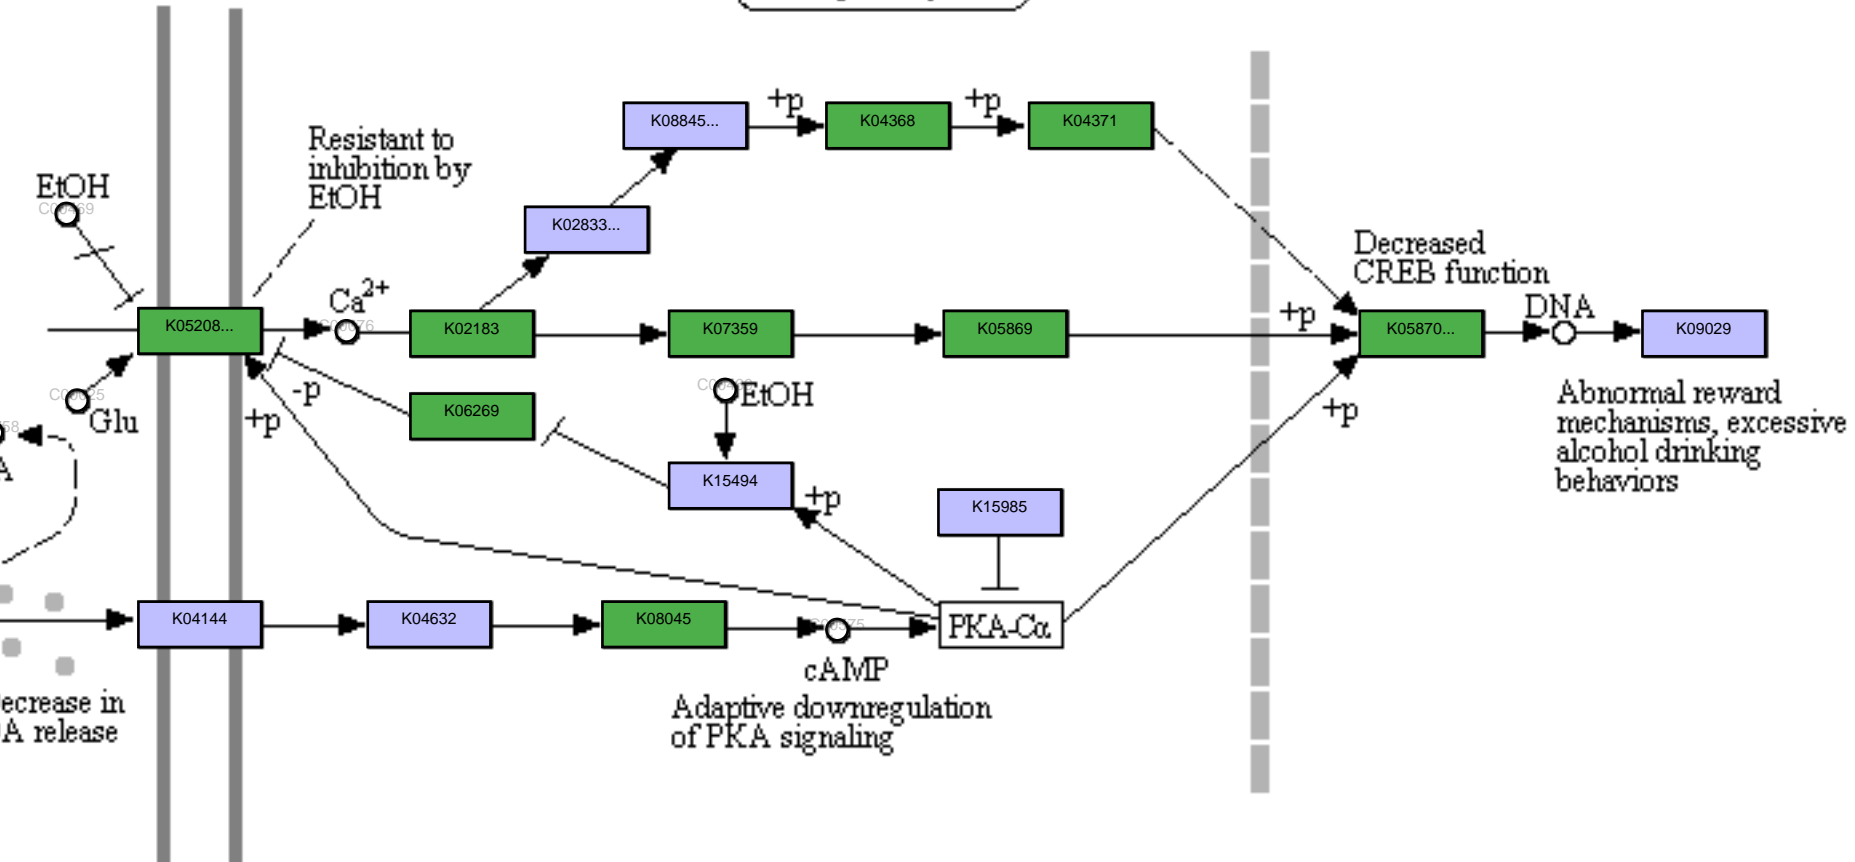 K08845...
+p
K04368
+p
K04371
Resistant to
inhibition by
EtOH
EtOH
K02833...
Decreased
CREB function
Ca2+
DNA
K05208...
K02183
K07359
K05869
+p
K05870...
K09029
-p
+p
Glu
K06269
EtOH
+p
Abnormal reward
mechanisms, excessive
alcohol drinking
behaviors
K15494
+p
K15985
K04144
K04632
K08045
PKA-Cα
cAMP
ecrease in
A release
Adaptive downregulation
of PKA signaling